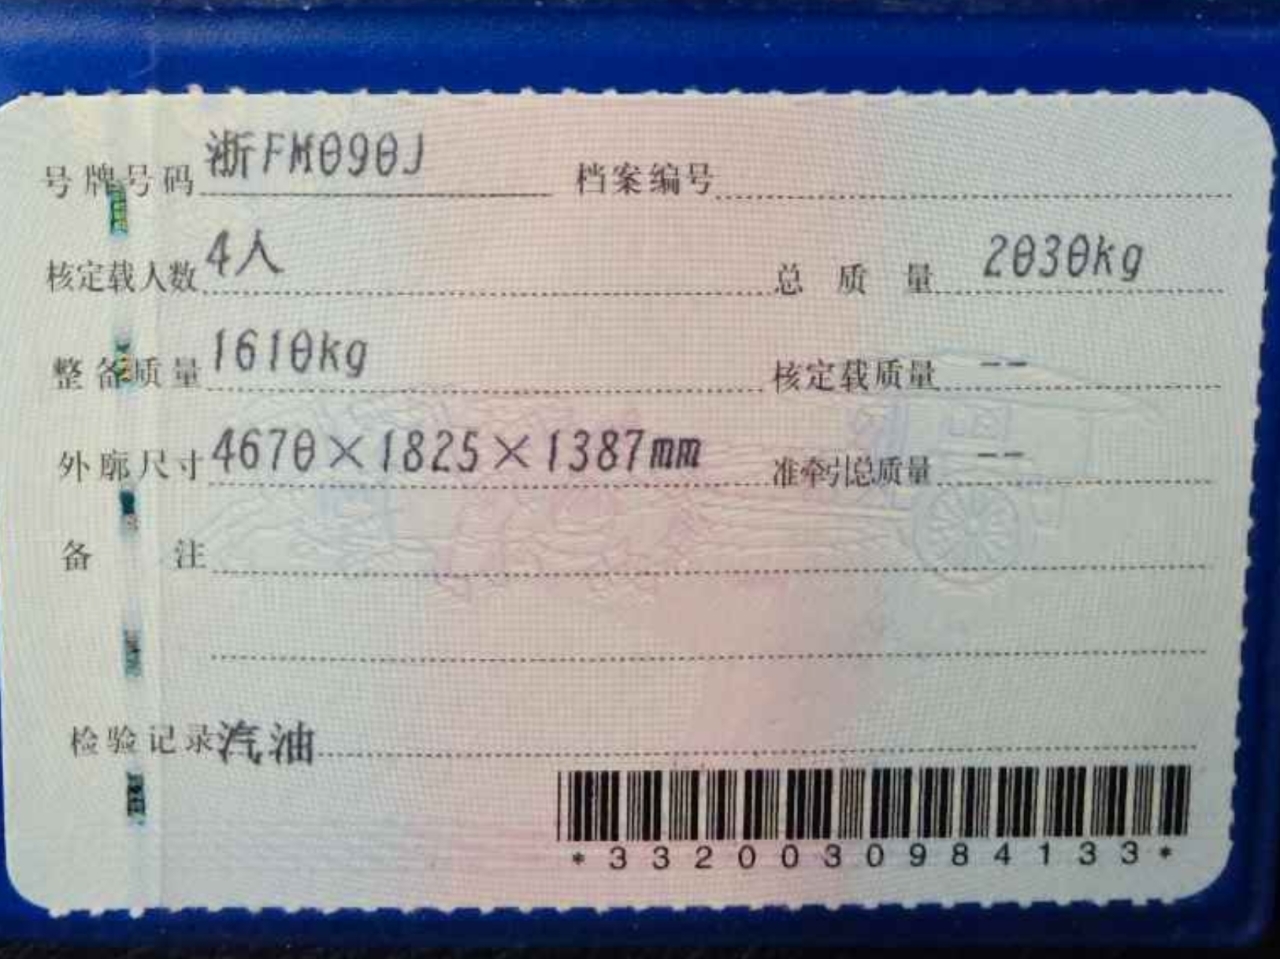 号牌号码 浙FM090J 档案编号
核定载人数 4人 总质量 2030kg
整备质量 1610kg 核定载质量 --
外廓尺寸 4670×1825×1387mm 准牵引总质量 --
备注
检验记录 汽油
*3320030984133*